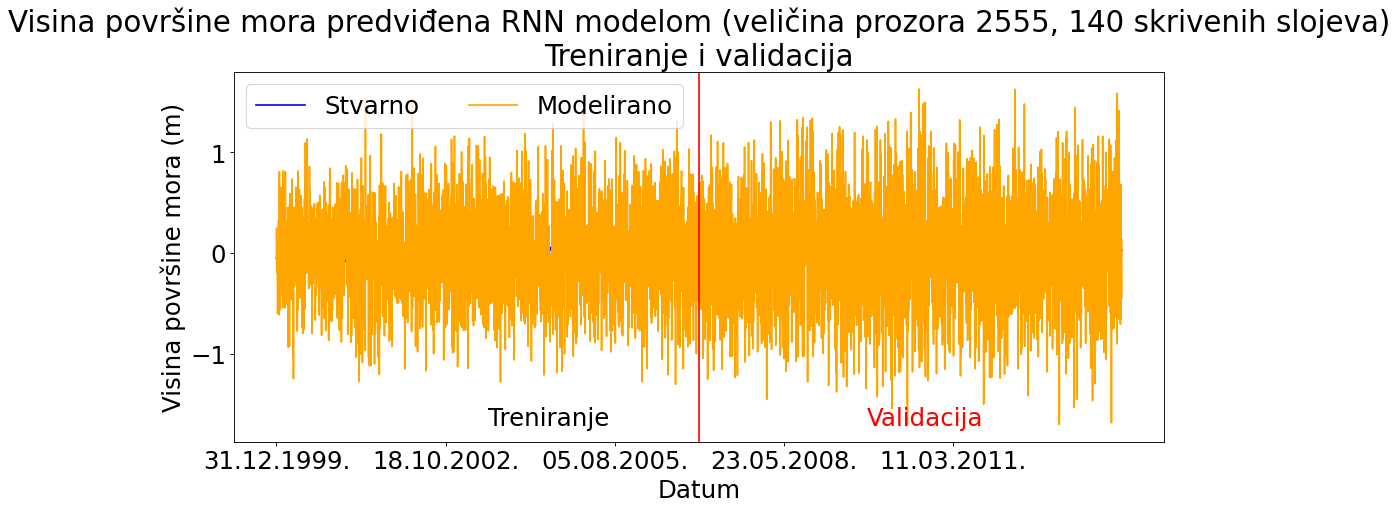 Visina površine mora predviđena RNN modelom (veličina prozora 2555, 140 skrivenih slojeva)
Treniranje i validacija
Stvarno
Modelirano
Visina površine mora (m)
1
0
−1
Treniranje
Validacija
31.12.1999.
18.10.2002.
05.08.2005.
23.05.2008.
11.03.2011.
Datum